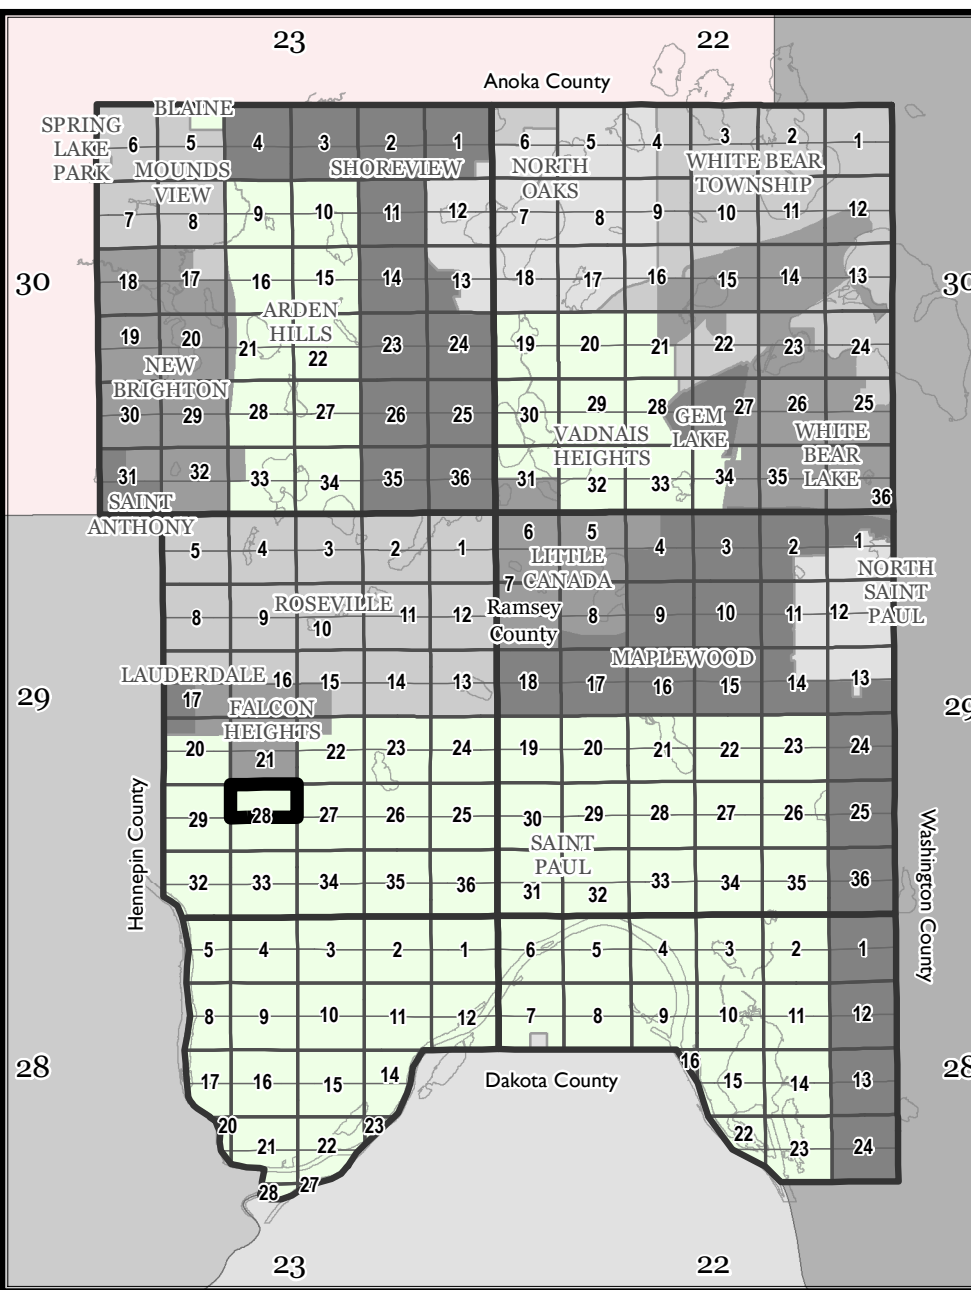 23 22
Anoka County
BLAINE
SPRING
LAKE
PARK
6 5 4 3 2 1 6 5 4 3 2 1
MOUNDS
VIEW
SHOREVIEW
NORTH
OAKS
WHITE BEAR
TOWNSHIP
7 8 9 10 11 12 7 8 9 10 11 12
30 18 17 16 15 14 13 18 17 16 15 14 13 30
ARDEN
HILLS
19 20 21 22 23 24 19 20 21 22 23 24
NEW
BRIGHTON
30 29 28 27 26 25 30 29 28 27 26 25
GEM
LAKE
VADNAIS
HEIGHTS
WHITE
BEAR
LAKE
31 32 33 34 35 36 31 32 33 34 35 36
SAINT
ANTHONY
5 4 3 2 1 6 5 4 3 2 1
LITTLE
CANADA
NORTH
SAINT
PAUL
ROSEVILLE
8 9 10 11 12 7 8 9 10 11 12
Ramsey
County
MAPLEWOOD
LAUDERDALE
29 17 16 15 14 13 18 17 16 15 14 13 29
FALCON
HEIGHTS
20 21 22 23 24 19 20 21 22 23 24
Hennepin County
29 28 27 26 25 30 29 28 27 26 25
Washington County
SAINT
PAUL
32 33 34 35 36 31 32 33 34 35 36
5 4 3 2 1 6 5 4 3 2 1
8 9 10 11 12 7 8 9 10 11 12
28 17 16 15 14 16 15 14 13 28
Dakota County
20 21 22 23 22 23 24
28 27
23 22